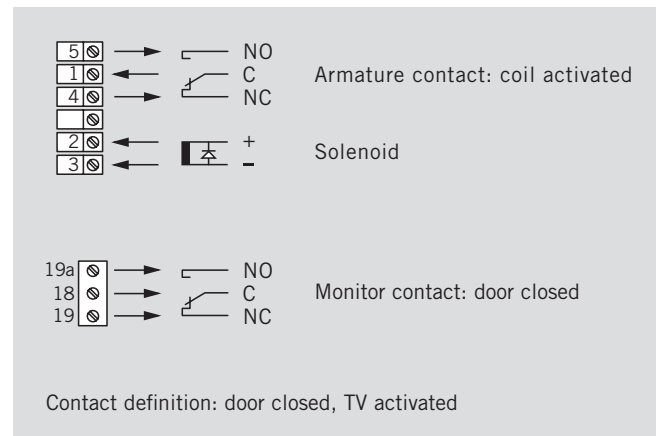 5 NO
1 C Armature contact: coil activated
4 NC
2 +
Solenoid
3 -
19a NO
18 C Monitor contact: door closed
19 NC
Contact definition: door closed, TV activated